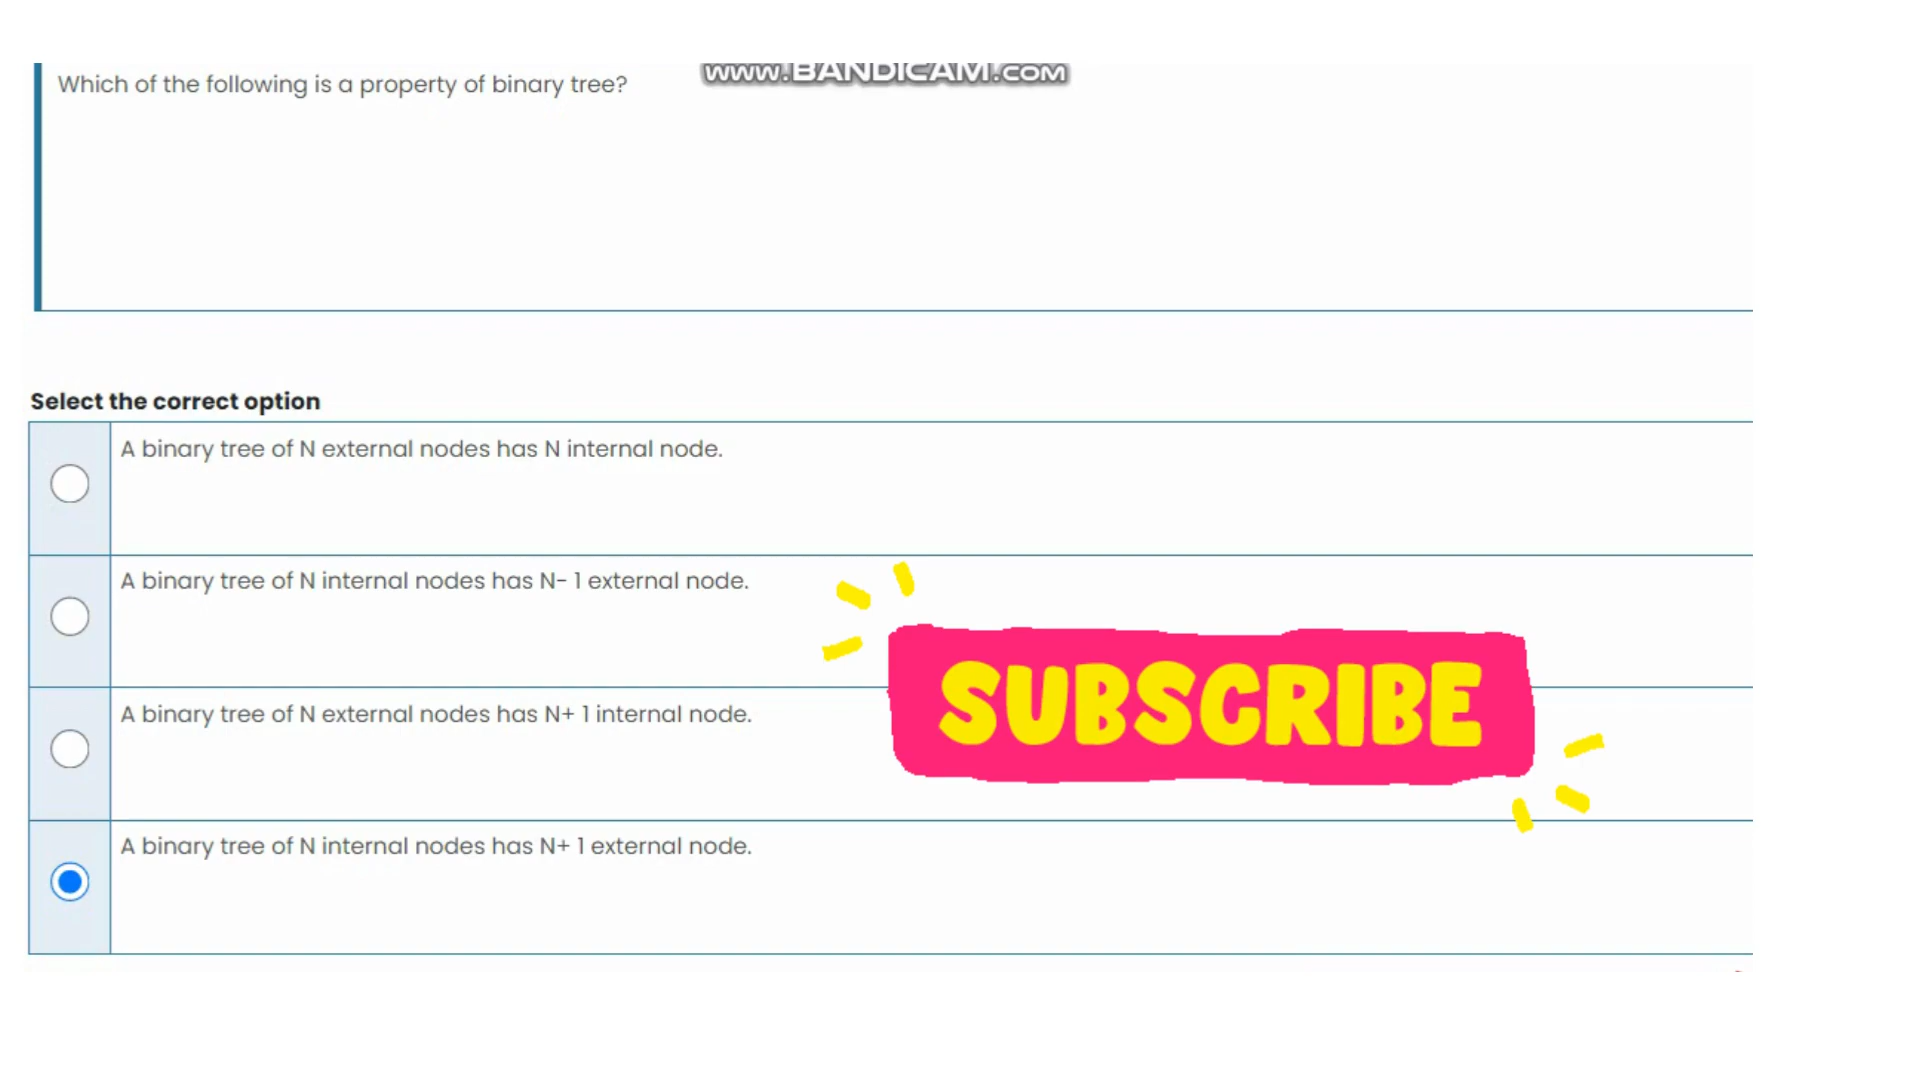 Which of the following is a property of binary tree?
WWW.BANDICAM.COM
Select the correct option
A binary tree of N external nodes has N internal node.
A binary tree of N internal nodes has N- 1 external node.
A binary tree of N external nodes has N+ 1 internal node.
SUBSCRIBE
A binary tree of N internal nodes has N+ 1 external node.